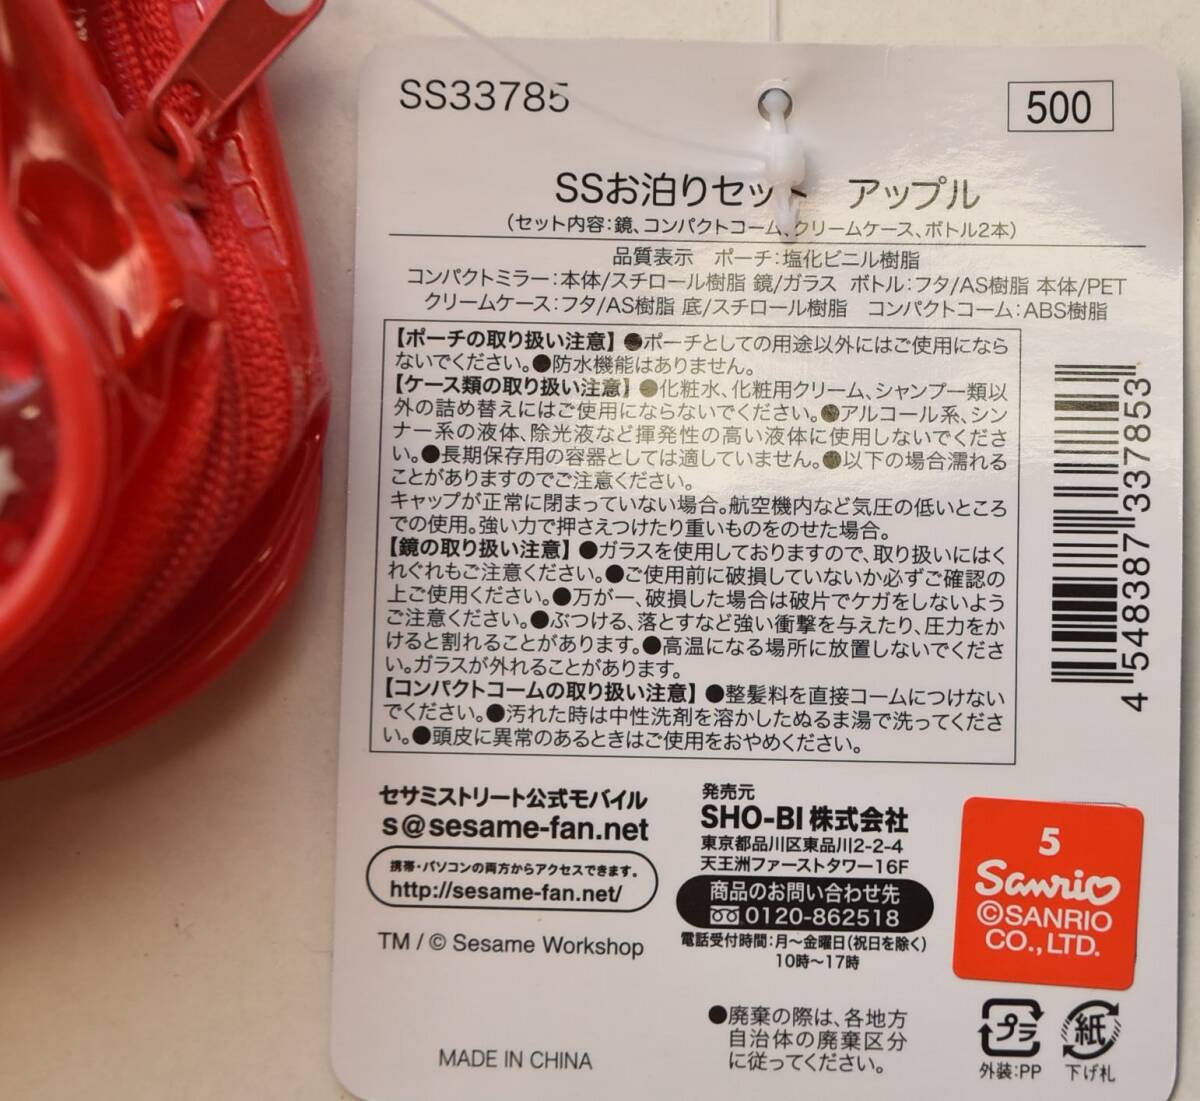 SS33785
500
SSお泊りセット アップル
(セット内容:鏡、コンパクトコーム、クリームケース、ボトル2本)
品質表示 ポーチ:塩化ビニル樹脂
コンパクトミラー:本体/スチロール樹脂 鏡/ガラス ボトル:フタ/AS樹脂 本体/PET
クリームケース:フタ/AS樹脂 底/スチロール樹脂 コンパクトコーム:ABS樹脂
【ポーチの取り扱い注意】●ポーチとしての用途以外にはご使用になら
ないでください。●防水機能はありません。
【ケース類の取り扱い注意】●化粧水、化粧用クリーム、シャンプー類以
外の詰め替えにはご使用にならないでください。●アルコール系、シン
ナー系の液体、除光液など揮発性の高い液体に使用しないでくださ
い。●長期保存用の容器としては適していません。●以下の場合濡れる
ことがありますのでご注意ください。
キャップが正常に閉まっていない場合。航空機内など気圧の低いところ
での使用。強い力で押さえつけたり重いものをのせた場合。
【鏡の取り扱い注意】●ガラスを使用しておりますので、取り扱いにはく
れぐれもご注意ください。●ご使用前に破損していないか必ずご確認の
上ご使用ください。●万が一、破損した場合は破片でケガをしないよう
ご注意ください。●ぶつける、落とすなど強い衝撃を与えたり、圧力をか
けると割れることがあります。●高温になる場所に放置しないでくださ
い。ガラスが外れることがあります。
【コンパクトコームの取り扱い注意】●整髪料を直接コームにつけない
でください。●汚れた時は中性洗剤を溶かしたぬるま湯で洗ってくださ
い。●頭皮に異常のあるときはご使用をおやめください。
4 548387 337853
セサミストリート公式モバイル
s@sesame-fan.net
携帯・パソコンの両方からアクセスできます。
http://sesame-fan.net/
TM / © Sesame Workshop
MADE IN CHINA
発売元
SHO-BI株式会社
東京都品川区東品川2-2-4
天王洲ファーストタワー16F
商品のお問い合わせ先
0120-862518
電話受付時間:月〜金曜日(祝日を除く)
10時〜17時
●廃棄の際は、各地方
自治体の廃棄区分
に従ってください。
5
Sanrio
©SANRIO
CO., LTD.
プラ
外装:PP
紙
下げ札